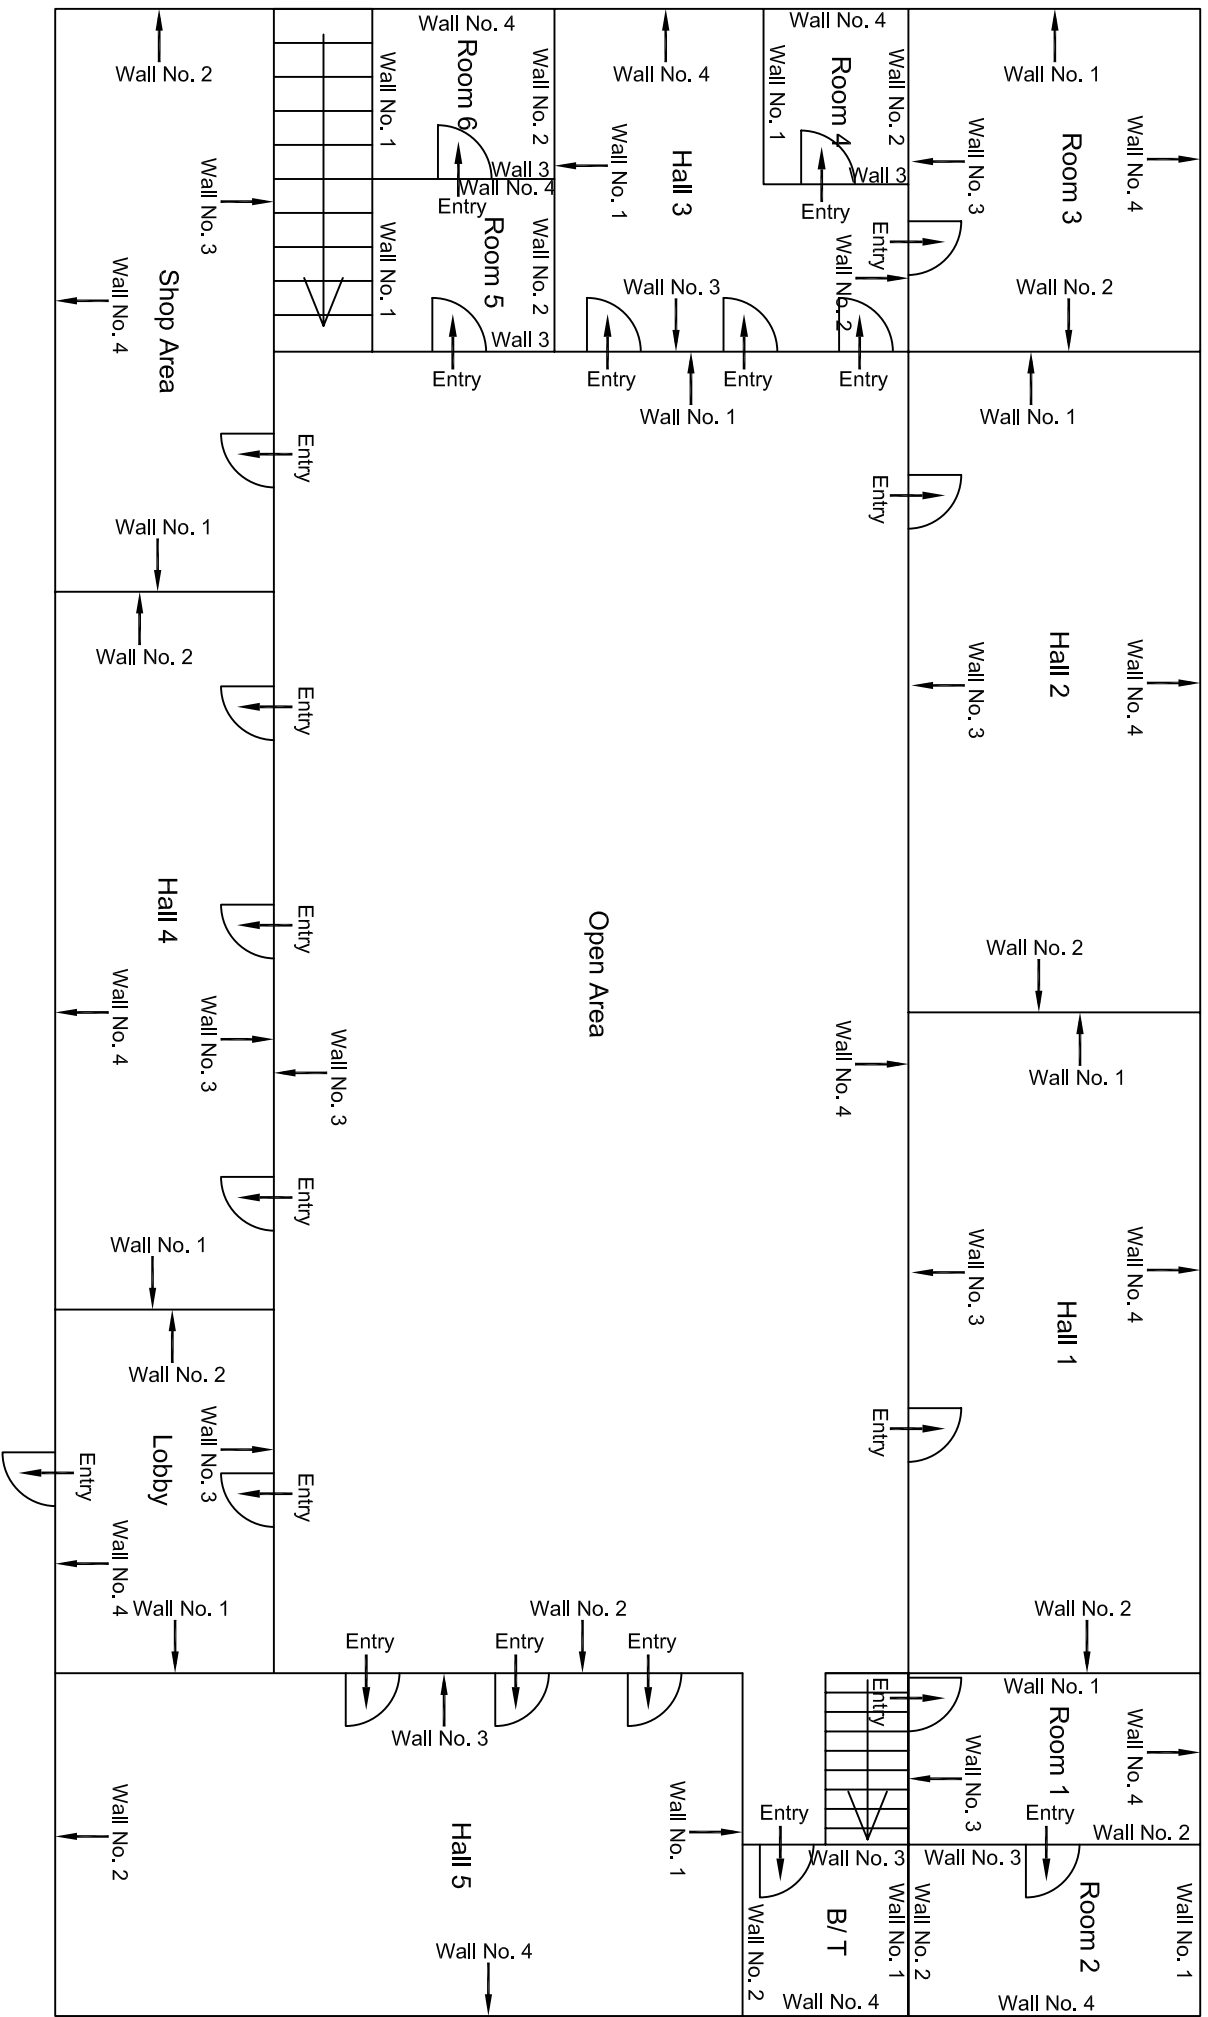 Wall No. 2
Wall No. 3
Wall No. 4
Shop Area
Entry
Wall No. 1
Wall No. 4
Room 6
Wall No. 1
Wall No. 2
Wall 3
Entry
Wall No. 4
Room 5
Wall No. 1
Wall No. 2
Wall 3
Entry
Wall No. 4
Wall No. 1
Hall 3
Wall No. 3
Wall No. 2
Entry
Entry
Entry
Wall No. 4
Wall No. 1
Room 4
Wall No. 2
Wall 3
Entry
Wall No. 1
Wall No. 3
Room 3
Wall No. 4
Entry
Wall No. 2
Wall No. 1
Entry
Wall No. 3
Hall 2
Wall No. 4
Wall No. 2
Wall No. 1
Open Area
Wall No. 3
Wall No. 4
Wall No. 2
Wall No. 2
Entry
Entry
Hall 4
Wall No. 4
Wall No. 3
Entry
Wall No. 1
Wall No. 1
Wall No. 3
Wall No. 4
Hall 1
Entry
Wall No. 2
Wall No. 2
Wall No. 3
Lobby
Entry
Entry
Wall No. 4
Wall No. 1
Entry
Entry
Entry
Wall No. 3
Wall No. 2
Hall 5
Wall No. 1
Wall No. 4
Wall No. 1
Entry
Room 1
Wall No. 3
Wall No. 4
Wall No. 2
Entry
Wall No. 3
B/T
Wall No. 1
Wall No. 2
Wall No. 4
Entry
Wall No. 3
Room 2
Wall No. 2
Wall No. 1
Wall No. 4